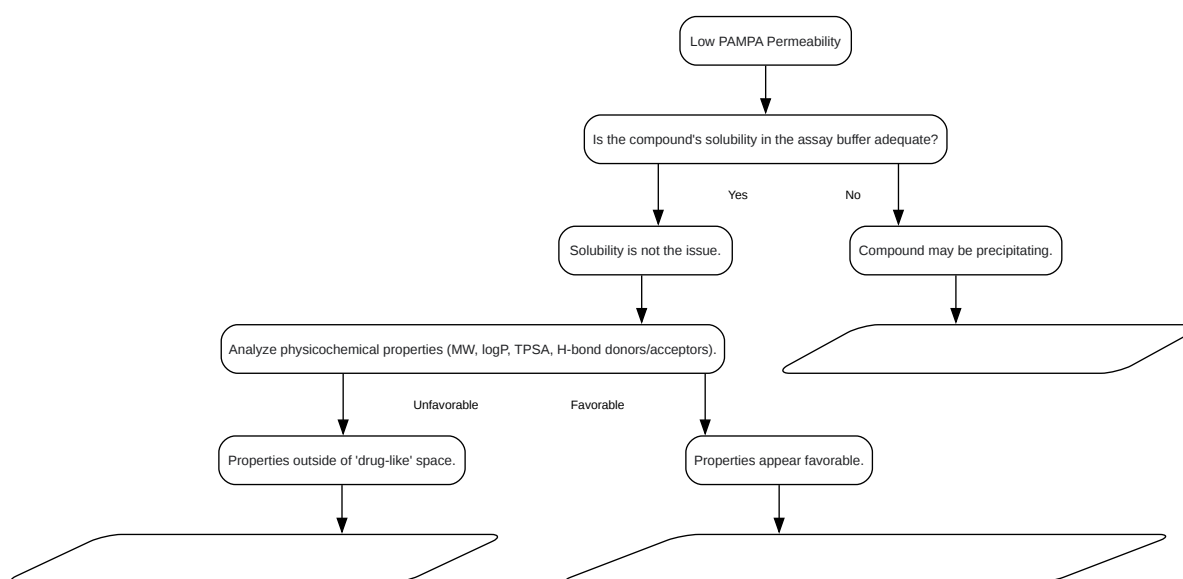 Low PAMPA Permeability
Is the compound's solubility in the assay buffer adequate?
Yes
No
Solubility is not the issue.
Compound may be precipitating.
Analyze physicochemical properties (MW, logP, TPSA, H-bond donors/acceptors).
Unfavorable
Favorable
Properties outside of 'drug-like' space.
Properties appear favorable.